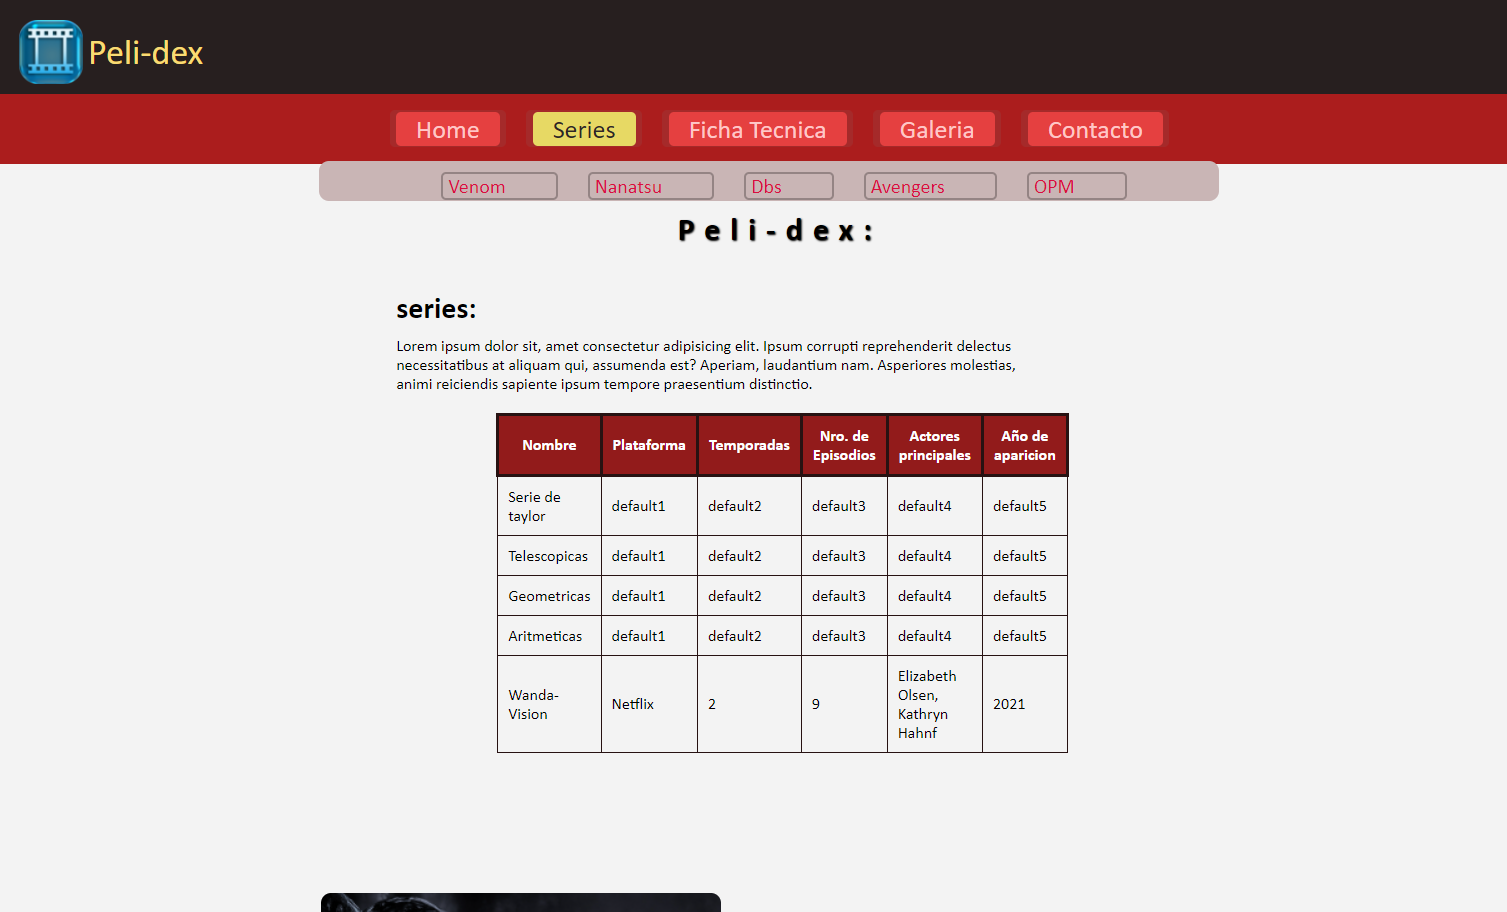 Peli-dex
Home Series Ficha Tecnica Galeria Contacto
Venom Nanatsu Dbs Avengers OPM
Peli-dex:
series:
Lorem ipsum dolor sit, amet consectetur adipisicing elit. Ipsum corrupti reprehenderit delectus
necessitatibus at aliquam qui, assumenda est? Aperiam, laudantium nam. Asperiores molestias,
animi reiciendis sapiente ipsum tempore praesentium distinctio.
Nombre Plataforma Temporadas Nro. de Episodios Actores principales Año de aparicion
Serie de taylor default1 default2 default3 default4 default5
Telescopicas default1 default2 default3 default4 default5
Geometricas default1 default2 default3 default4 default5
Aritmeticas default1 default2 default3 default4 default5
Wanda-Vision Netflix 2 9 Elizabeth Olsen, Kathryn Hahnf 2021